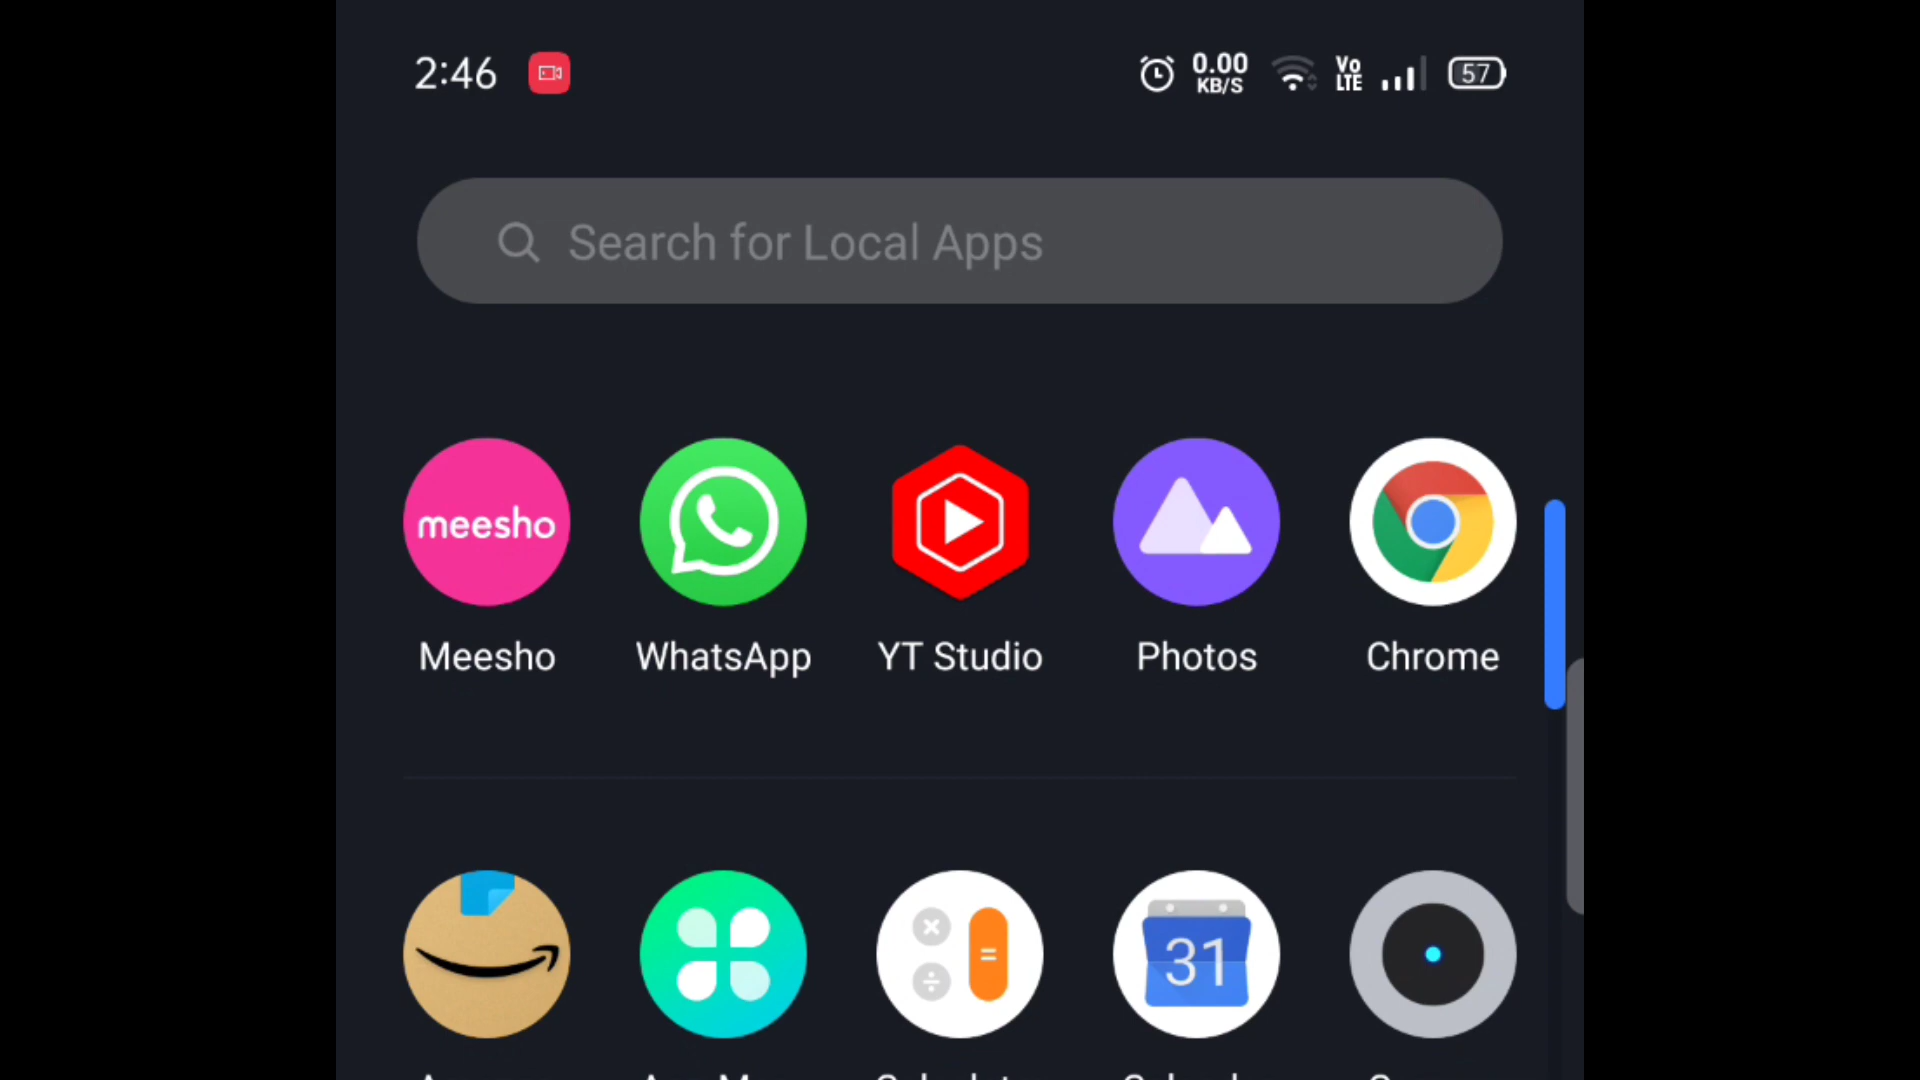 2:46 0.00 KB/S Vo LTE 57
Search for Local Apps
meesho
Meesho WhatsApp YT Studio Photos Chrome
31